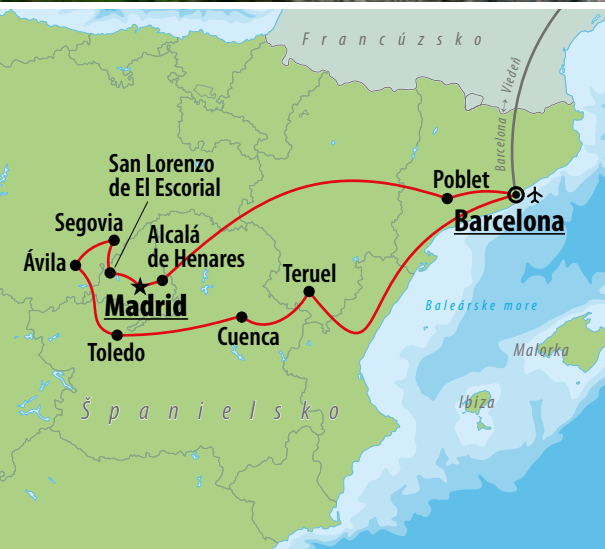 Francúzsko
Barcelona ↔ Viedeň
San Lorenzo
de El Escorial
Poblet
Barcelona
Segovia
Alcalá
de Henares
Ávila
Teruel
Madrid
Baleárske more
Toledo
Cuenca
Malorka
Ibiza
Španielsko